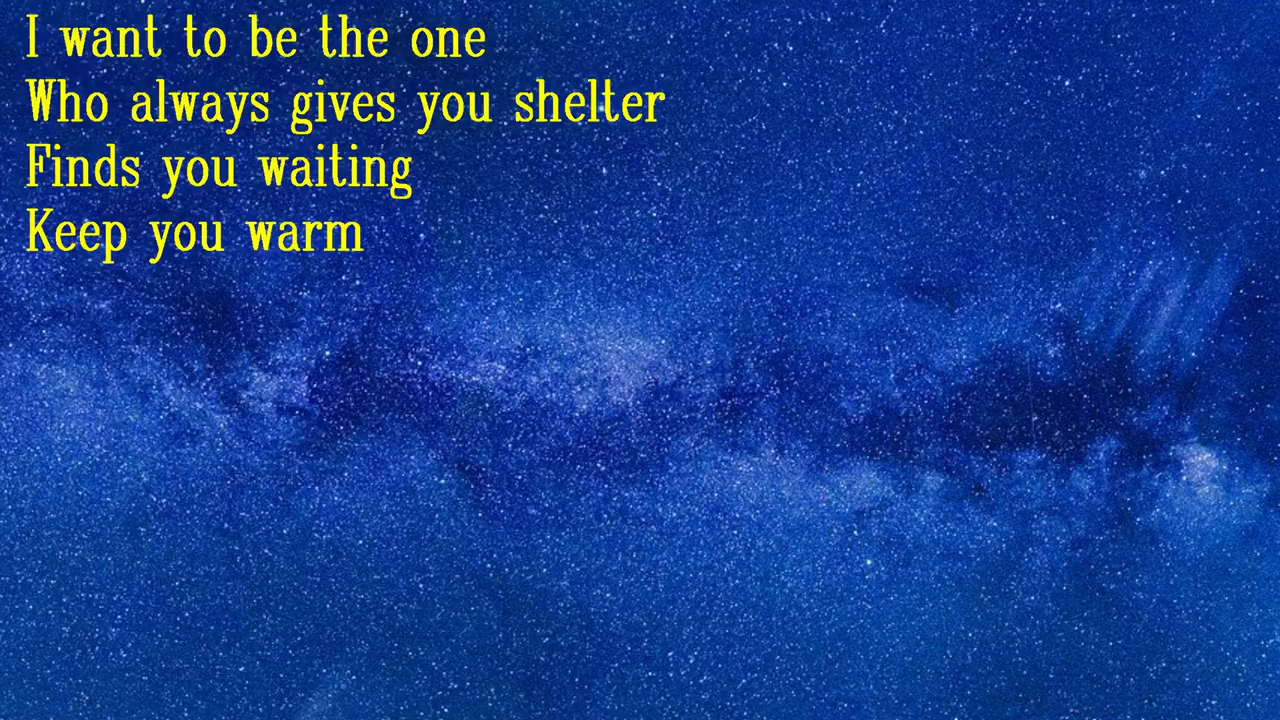 I want to be the one
Who always gives you shelter
Finds you waiting
Keep you warm